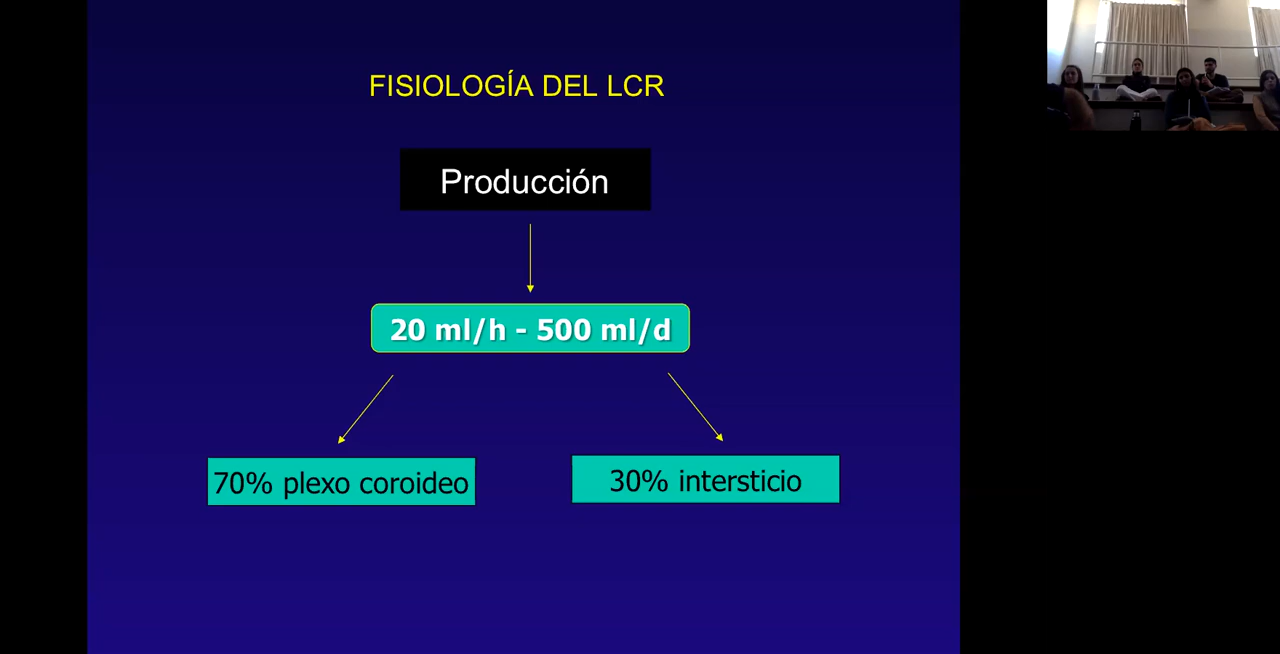 FISIOLOGÍA DEL LCR
Producción
20 ml/h - 500 ml/d
70% plexo coroideo
30% intersticio